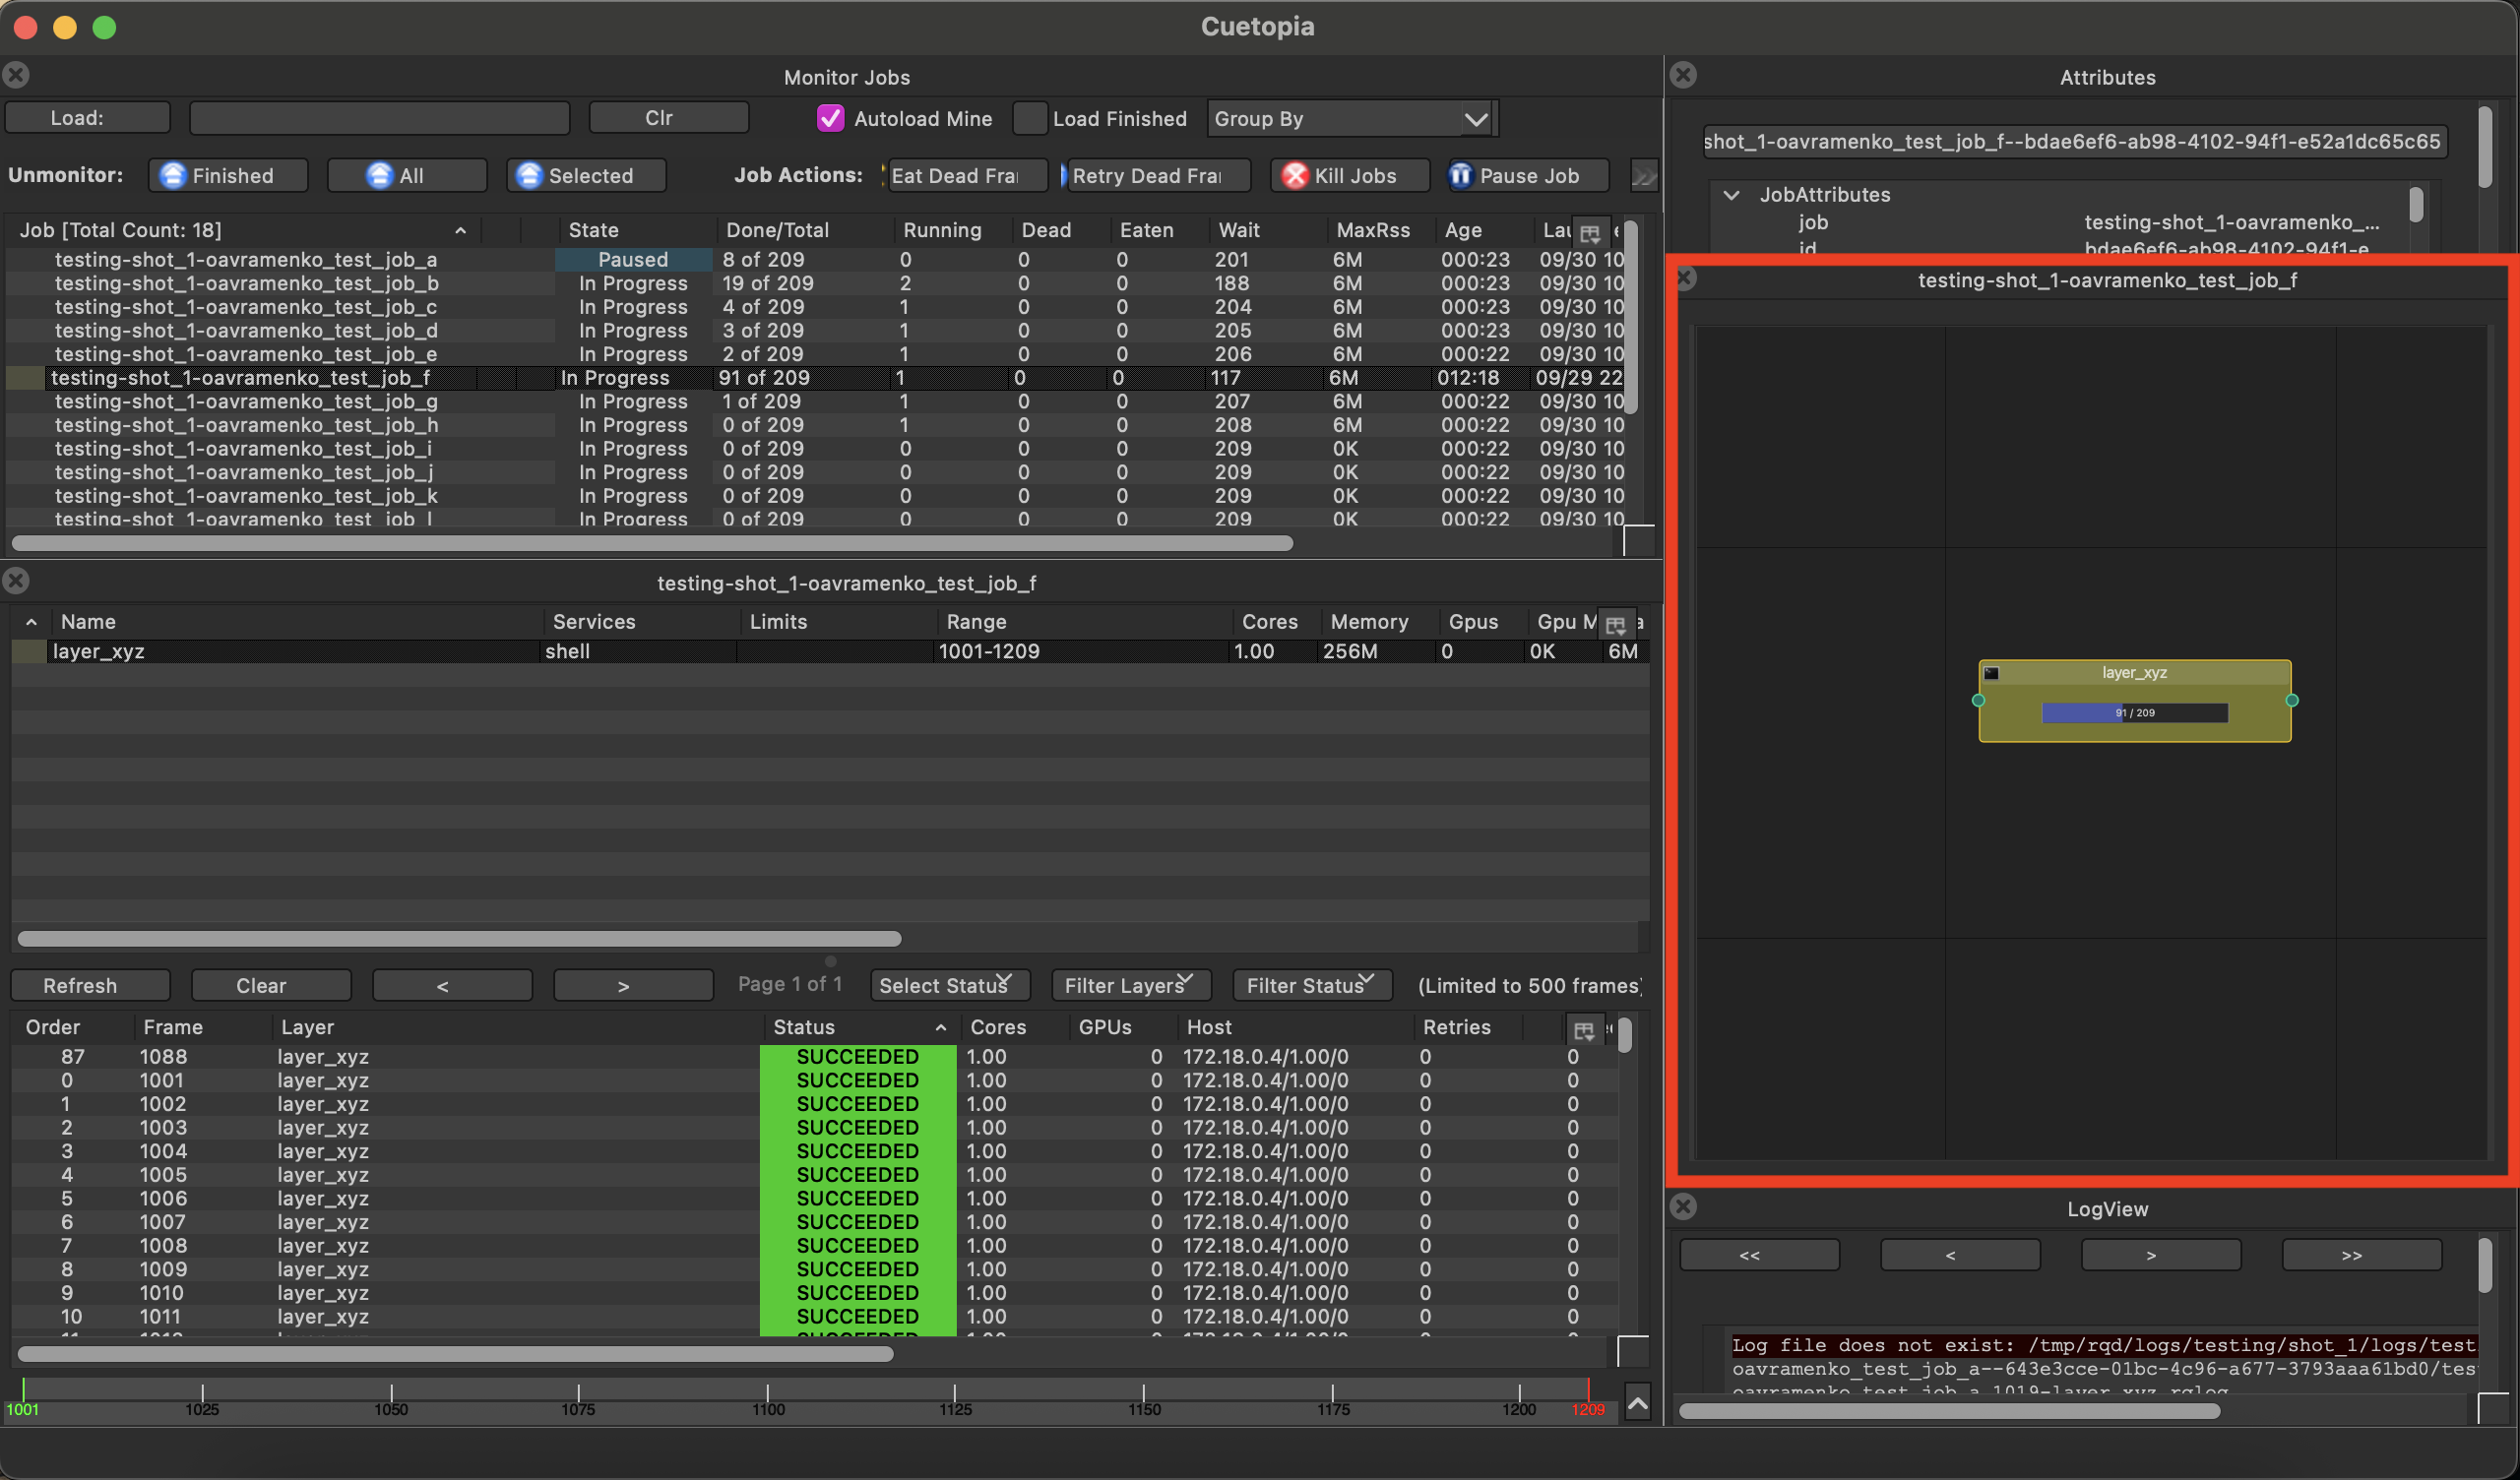 Cuetopia
Monitor Jobs
Load: Clr Autoload Mine Load Finished Group By
Unmonitor: Finished All Selected Job Actions: Eat Dead Fra Retry Dead Fra Kill Jobs Pause Job
Job [Total Count: 18] State Done/Total Running Dead Eaten Wait MaxRss Age Lau
testing-shot_1-oavramenko_test_job_a Paused 8 of 209 0 0 0 201 6M 000:23 09/30 10
testing-shot_1-oavramenko_test_job_b In Progress 19 of 209 2 0 0 188 6M 000:23 09/30 10
testing-shot_1-oavramenko_test_job_c In Progress 4 of 209 1 0 0 204 6M 000:23 09/30 10
testing-shot_1-oavramenko_test_job_d In Progress 3 of 209 1 0 0 205 6M 000:23 09/30 10
testing-shot_1-oavramenko_test_job_e In Progress 2 of 209 1 0 0 206 6M 000:22 09/30 10
testing-shot_1-oavramenko_test_job_f In Progress 91 of 209 1 0 0 117 6M 012:18 09/29 22
testing-shot_1-oavramenko_test_job_g In Progress 1 of 209 1 0 0 207 6M 000:22 09/30 10
testing-shot_1-oavramenko_test_job_h In Progress 0 of 209 1 0 0 208 6M 000:22 09/30 10
testing-shot_1-oavramenko_test_job_i In Progress 0 of 209 0 0 0 209 0K 000:22 09/30 10
testing-shot_1-oavramenko_test_job_j In Progress 0 of 209 0 0 0 209 0K 000:22 09/30 10
testing-shot_1-oavramenko_test_job_k In Progress 0 of 209 0 0 0 209 0K 000:22 09/30 10
testing-shot_1-oavramenko_test_job_l In Progress 0 of 209 0 0 0 209 0K 000:22 09/30 10
testing-shot_1-oavramenko_test_job_f
Name Services Limits Range Cores Memory Gpus Gpu M
layer_xyz shell 1001-1209 1.00 256M 0 0K 6M
Refresh Clear < > Page 1 of 1 Select Status Filter Layers Filter Status (Limited to 500 frames)
Order Frame Layer Status Cores GPUs Host Retries
87 1088 layer_xyz SUCCEEDED 1.00 0 172.18.0.4/1.00/0 0 0
0 1001 layer_xyz SUCCEEDED 1.00 0 172.18.0.4/1.00/0 0 0
1 1002 layer_xyz SUCCEEDED 1.00 0 172.18.0.4/1.00/0 0 0
2 1003 layer_xyz SUCCEEDED 1.00 0 172.18.0.4/1.00/0 0 0
3 1004 layer_xyz SUCCEEDED 1.00 0 172.18.0.4/1.00/0 0 0
4 1005 layer_xyz SUCCEEDED 1.00 0 172.18.0.4/1.00/0 0 0
5 1006 layer_xyz SUCCEEDED 1.00 0 172.18.0.4/1.00/0 0 0
6 1007 layer_xyz SUCCEEDED 1.00 0 172.18.0.4/1.00/0 0 0
7 1008 layer_xyz SUCCEEDED 1.00 0 172.18.0.4/1.00/0 0 0
8 1009 layer_xyz SUCCEEDED 1.00 0 172.18.0.4/1.00/0 0 0
9 1010 layer_xyz SUCCEEDED 1.00 0 172.18.0.4/1.00/0 0 0
10 1011 layer_xyz SUCCEEDED 1.00 0 172.18.0.4/1.00/0 0 0
1001 1025 1050 1075 1100 1125 1150 1175 1200 1209
Attributes
shot_1-oavramenko_test_job_f--bdae6ef6-ab98-4102-94f1-e52a1dc65c65
JobAttributes
job testing-shot_1-oavramenko_...
id bdae6ef6-ab98-4102-94f1-e
testing-shot_1-oavramenko_test_job_f
layer_xyz
91 / 209
LogView
<< < > >>
Log file does not exist: /tmp/rqd/logs/testing/shot_1/logs/test
oavramenko_test_job_a--643e3cce-01bc-4c96-a677-3793aaa61bd0/tes
oavramenko_test_job_a.1019-layer_xyz.rqlog